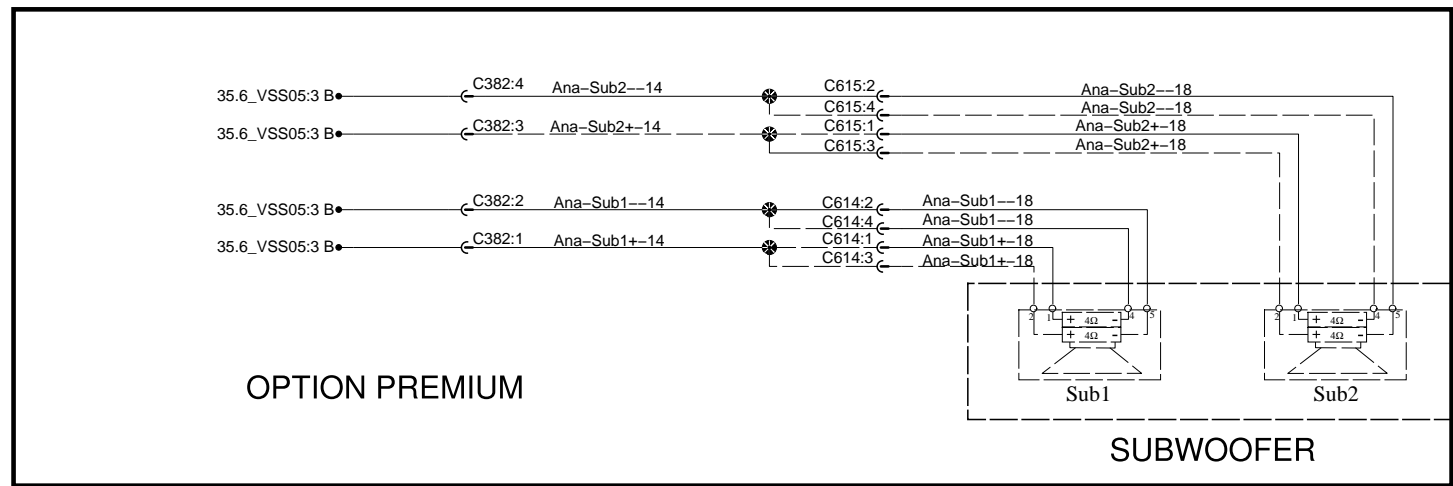 35.6_VSS05:3 B C382:4 Ana−Sub2−−14 C615:2 Ana−Sub2−−18
C615:4 Ana−Sub2−−18
35.6_VSS05:3 B C382:3 Ana−Sub2+−14 C615:1 Ana−Sub2+−18
C615:3 Ana−Sub2+−18
35.6_VSS05:3 B C382:2 Ana−Sub1−−14 C614:2 Ana−Sub1−−18
C614:4 Ana−Sub1−−18
35.6_VSS05:3 B C382:1 Ana−Sub1+−14 C614:1 Ana−Sub1+−18
C614:3 Ana−Sub1+−18
2 1 + 4Ω - 4 5 2 1 + 4Ω - 4 5
+ 4Ω - + 4Ω -
Sub1 Sub2
OPTION PREMIUM
SUBWOOFER